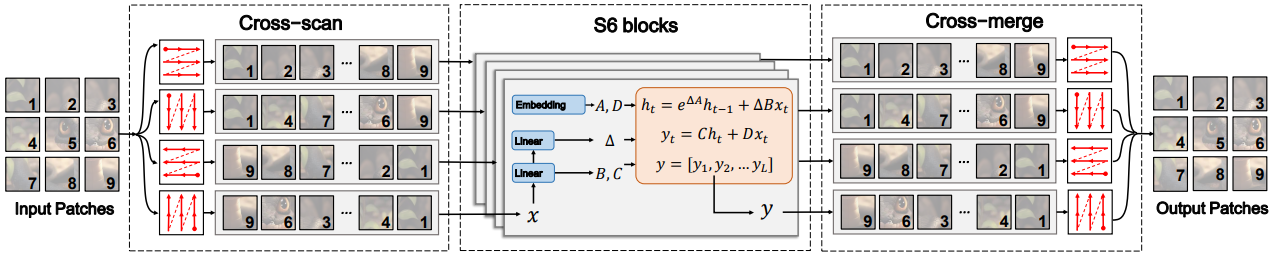 Cross-scan
S6 blocks
Cross-merge
1 2 3
4 5 6
7 8 9
Input Patches
1 2 3 ... 8 9
1 4 7 ... 6 9
9 8 7 ... 2 1
9 6 3 ... 4 1
Embedding
A, D
Linear
Δ
Linear
B, C
x
h_t = e^{ΔA}h_{t−1} + ΔBx_t
y_t = Ch_t + Dx_t
y = [y_1, y_2, … y_L]
y
1 2 3 ... 8 9
1 4 7 ... 6 9
9 8 7 ... 2 1
9 6 3 ... 4 1
1 2 3
4 5 6
7 8 9
Output Patches